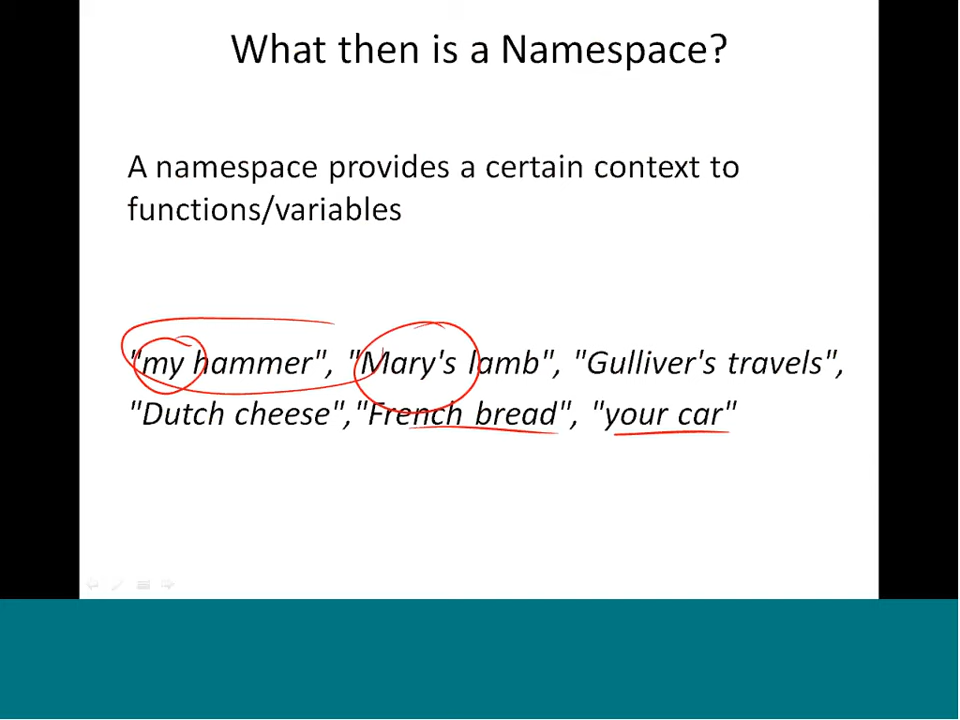 What then is a Namespace?
A namespace provides a certain context to
functions/variables
"my hammer", "Mary's lamb", "Gulliver's travels",
"Dutch cheese","French bread", "your car"